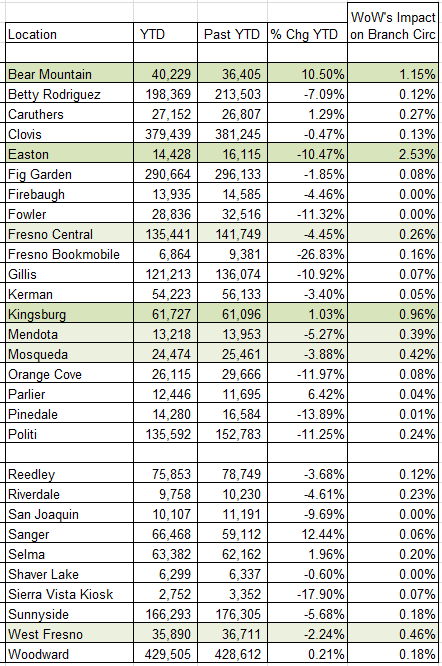 WoW's Impact
Location YTD Past YTD % Chg YTD on Branch Circ
Bear Mountain 40,229 36,405 10.50% 1.15%
Betty Rodriguez 198,369 213,503 -7.09% 0.12%
Caruthers 27,152 26,807 1.29% 0.27%
Clovis 379,439 381,245 -0.47% 0.13%
Easton 14,428 16,115 -10.47% 2.53%
Fig Garden 290,664 296,133 -1.85% 0.08%
Firebaugh 13,935 14,585 -4.46% 0.00%
Fowler 28,836 32,516 -11.32% 0.00%
Fresno Central 135,441 141,749 -4.45% 0.26%
Fresno Bookmobile 6,864 9,381 -26.83% 0.16%
Gillis 121,213 136,074 -10.92% 0.07%
Kerman 54,223 56,133 -3.40% 0.05%
Kingsburg 61,727 61,096 1.03% 0.96%
Mendota 13,218 13,953 -5.27% 0.39%
Mosqueda 24,474 25,461 -3.88% 0.42%
Orange Cove 26,115 29,666 -11.97% 0.08%
Parlier 12,446 11,695 6.42% 0.04%
Pinedale 14,280 16,584 -13.89% 0.01%
Politi 135,592 152,783 -11.25% 0.24%
Reedley 75,853 78,749 -3.68% 0.12%
Riverdale 9,758 10,230 -4.61% 0.23%
San Joaquin 10,107 11,191 -9.69% 0.00%
Sanger 66,468 59,112 12.44% 0.06%
Selma 63,382 62,162 1.96% 0.20%
Shaver Lake 6,299 6,337 -0.60% 0.00%
Sierra Vista Kiosk 2,752 3,352 -17.90% 0.07%
Sunnyside 166,293 176,305 -5.68% 0.18%
West Fresno 35,890 36,711 -2.24% 0.46%
Woodward 429,505 428,612 0.21% 0.18%